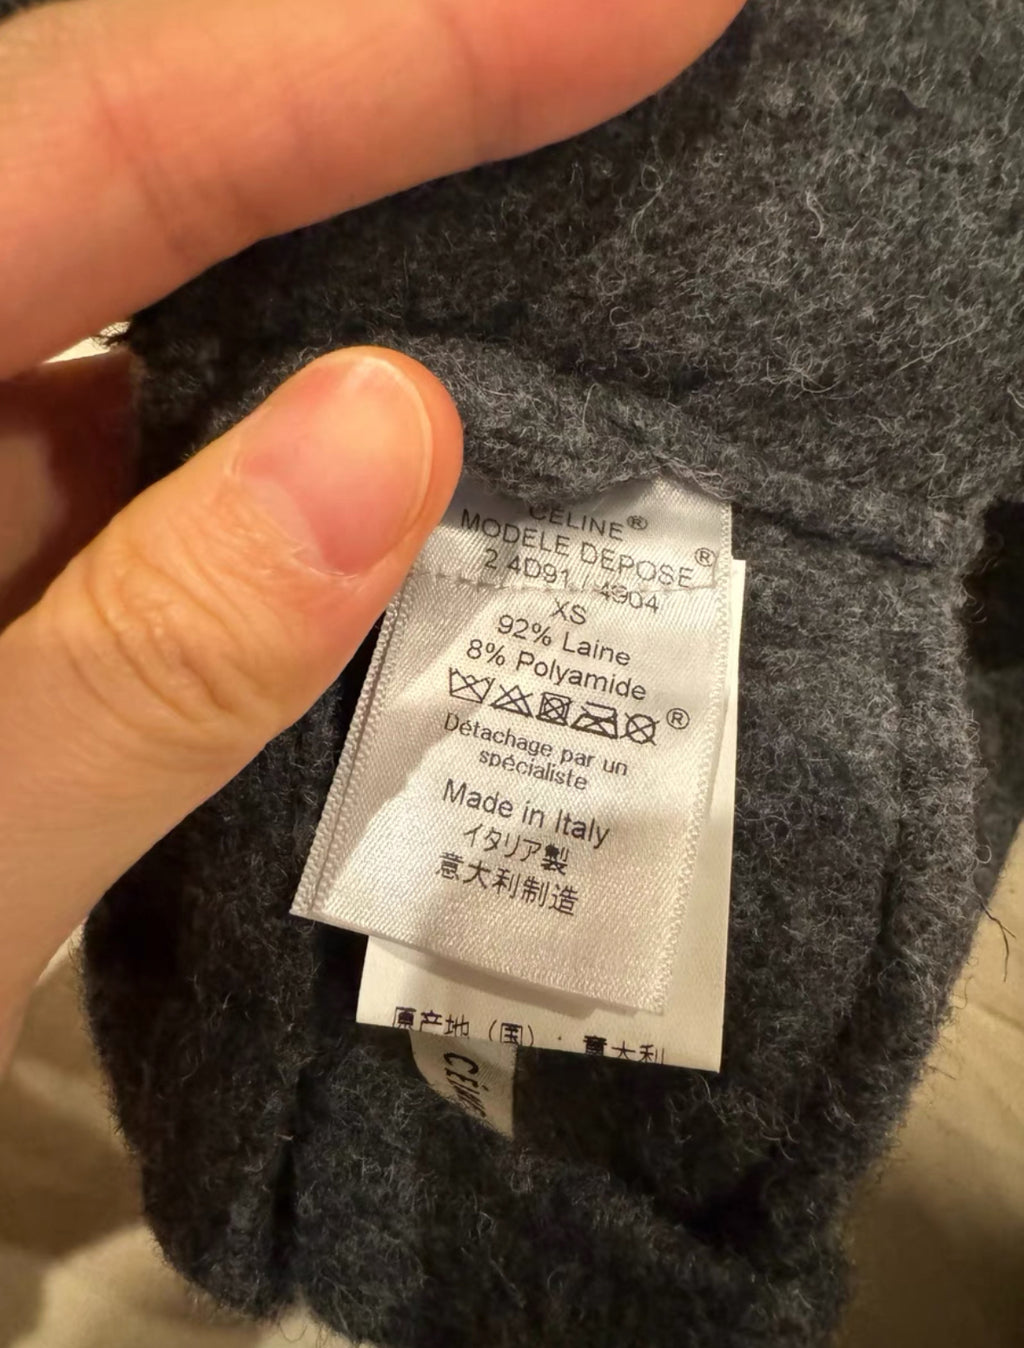 CELINE®
MODELE DEPOSE®
2 4D91 / 4904
XS
92% Laine
8% Polyamide
®
Détachage par un
spécialiste
Made in Italy
イタリア製
意大利制造
原产地（国）：意大利
CÉLINE